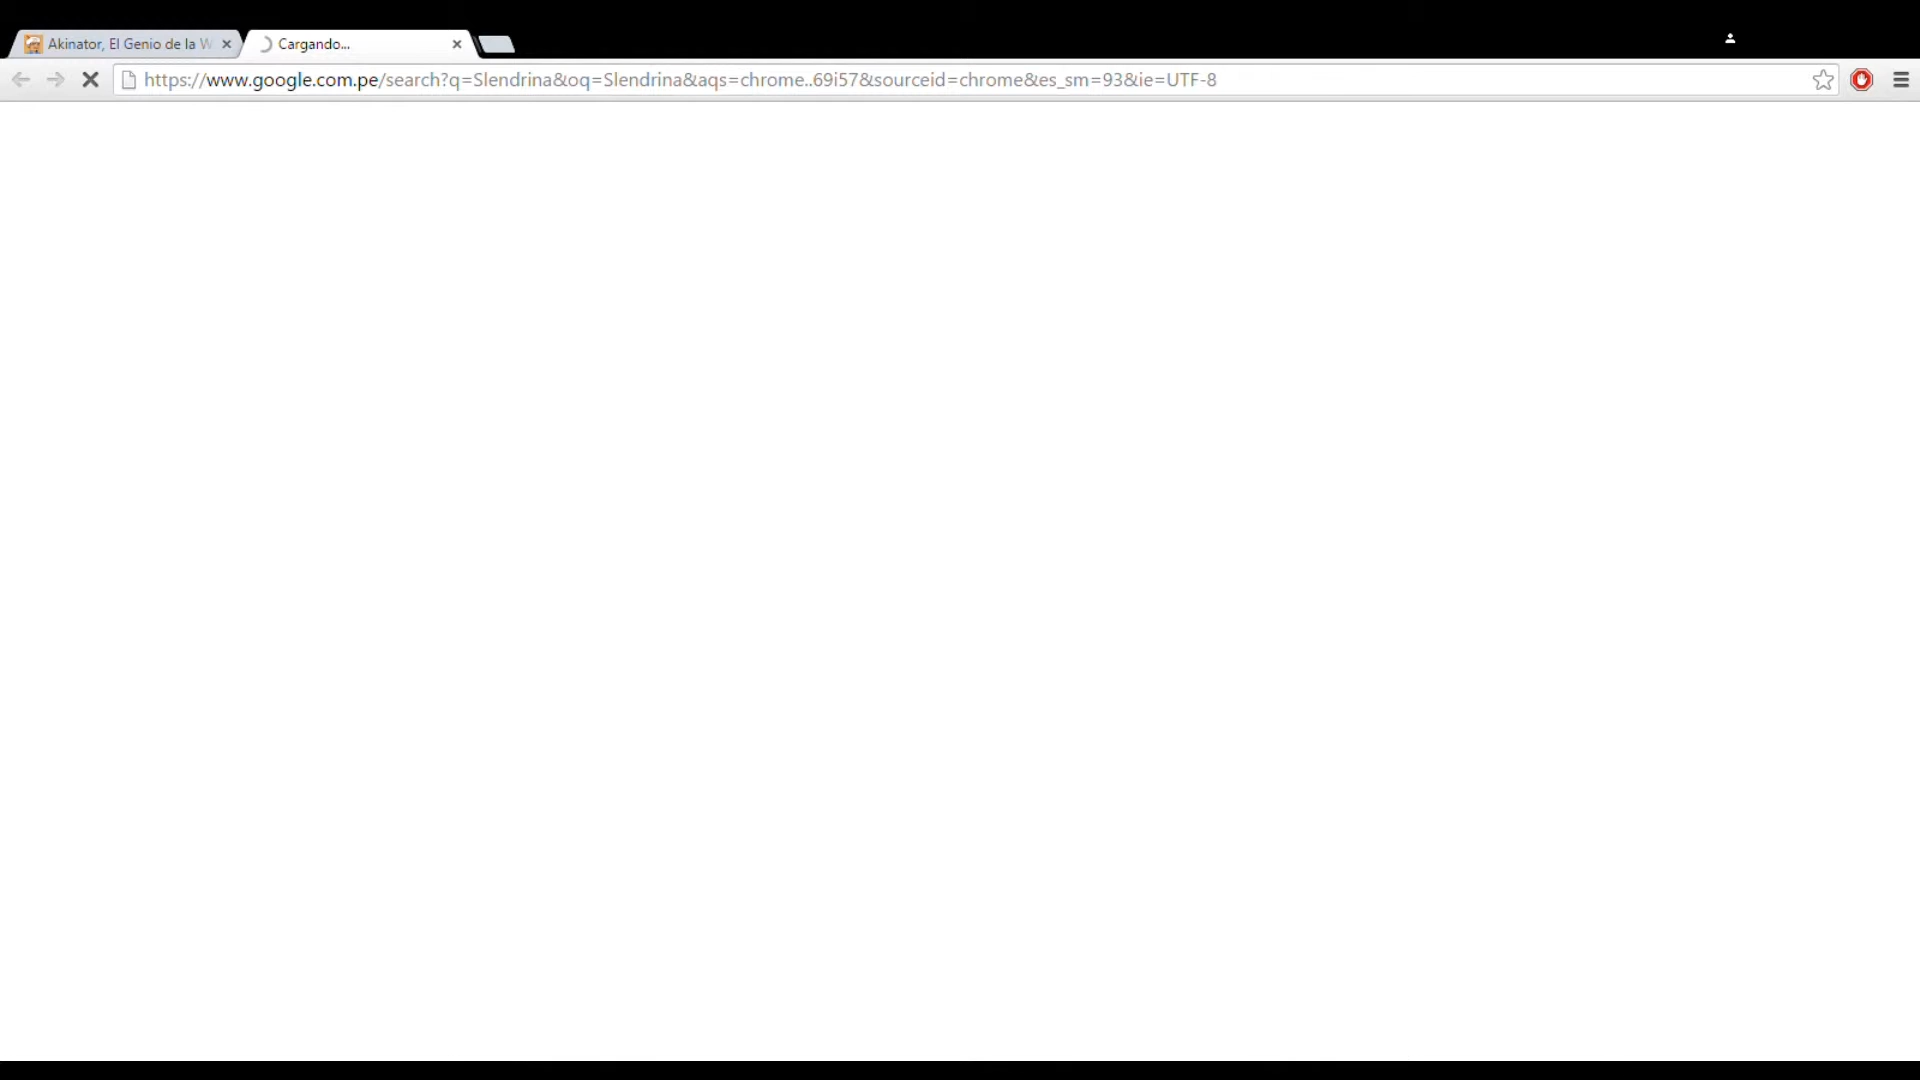 Akinator, El Genio de la W
Cargando...
https://www.google.com.pe/search?q=Slendrina&oq=Slendrina&aqs=chrome..69i57&sourceid=chrome&es_sm=93&ie=UTF-8